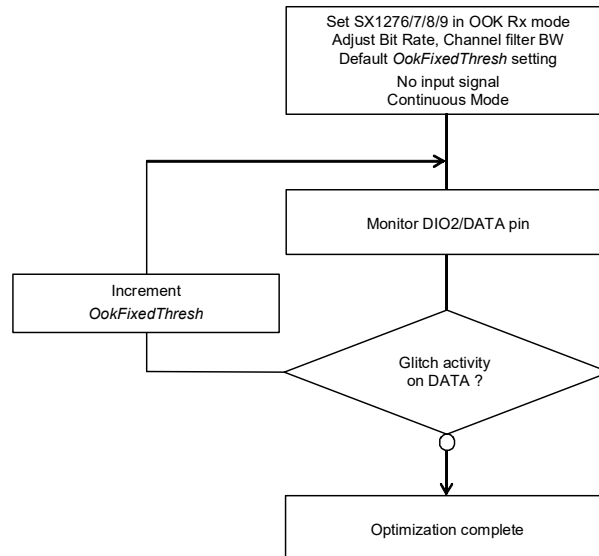 Set SX1276/7/8/9 in OOK Rx mode
Adjust Bit Rate, Channel filter BW
Default OokFixedThresh setting
No input signal
Continuous Mode
Monitor DIO2/DATA pin
Increment
OokFixedThresh
Glitch activity
on DATA ?
Optimization complete